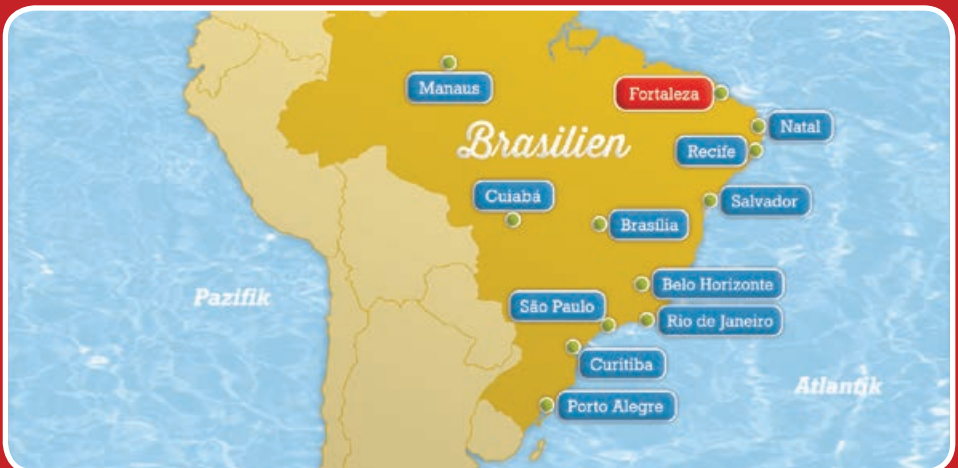 Manaus
Fortaleza
Natal
Brasilien
Recife
Cuiabá
Salvador
Brasília
Belo Horizonte
Pazifik
São Paulo
Rio de Janeiro
Curitiba
Atlantik
Porto Alegre